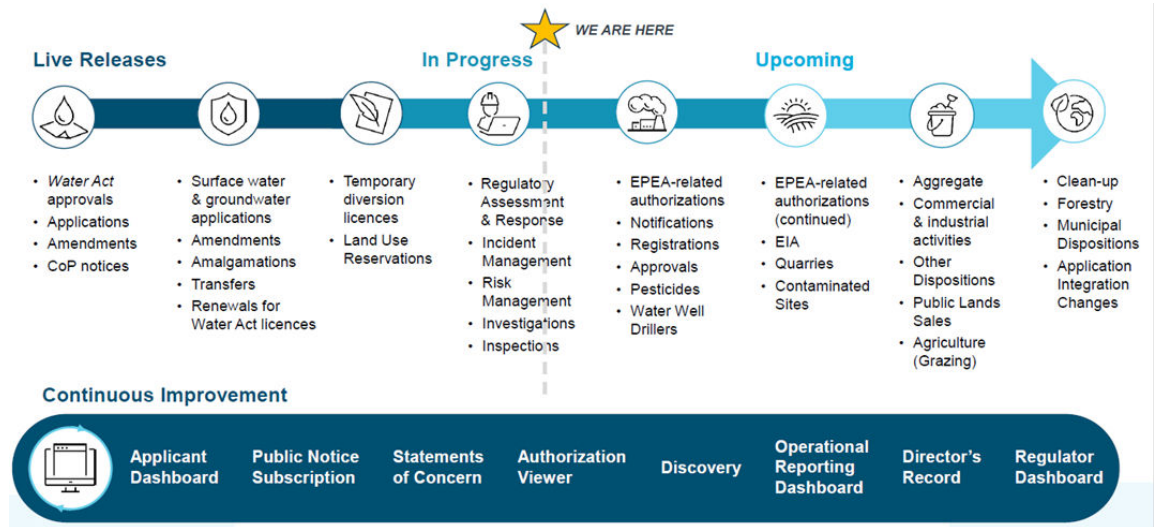 WE ARE HERE
Live Releases
In Progress
Upcoming
• Water Act
approvals
• Applications
• Amendments
• CoP notices
• Surface water
& groundwater
applications
• Amendments
• Amalgamations
• Transfers
• Renewals for
Water Act licences
• Temporary
diversion
licences
• Land Use
Reservations
• Regulatory
Assessment
& Response
• Incident
Management
• Risk
Management
• Investigations
• Inspections
• EPEA-related
authorizations
• Notifications
• Registrations
• Approvals
• Pesticides
• Water Well
Drillers
• EPEA-related
authorizations
(continued)
• EIA
• Quarries
• Contaminated
Sites
• Aggregate
• Commercial
& industrial
activities
• Other
Dispositions
• Public Lands
Sales
• Agriculture
(Grazing)
• Clean-up
• Forestry
• Municipal
Dispositions
• Application
Integration
Changes
Continuous Improvement
Applicant
Dashboard
Public Notice
Subscription
Statements
of Concern
Authorization
Viewer
Discovery
Operational
Reporting
Dashboard
Director's
Record
Regulator
Dashboard